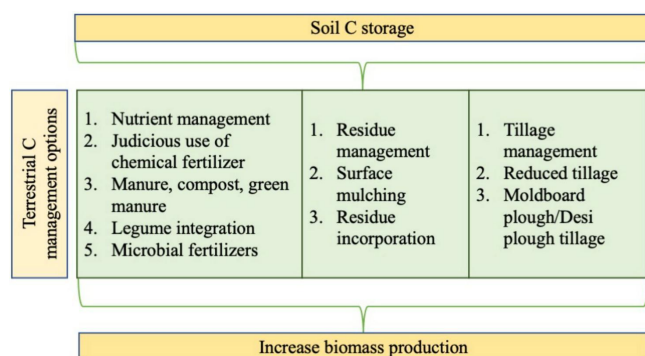 Soil C storage
Terrestrial C
management options
1. Nutrient management
2. Judicious use of
chemical fertilizer
3. Manure, compost, green
manure
4. Legume integration
5. Microbial fertilizers
1. Residue
management
2. Surface
mulching
3. Residue
incorporation
1. Tillage
management
2. Reduced tillage
3. Moldboard
plough/Desi
plough tillage
Increase biomass production